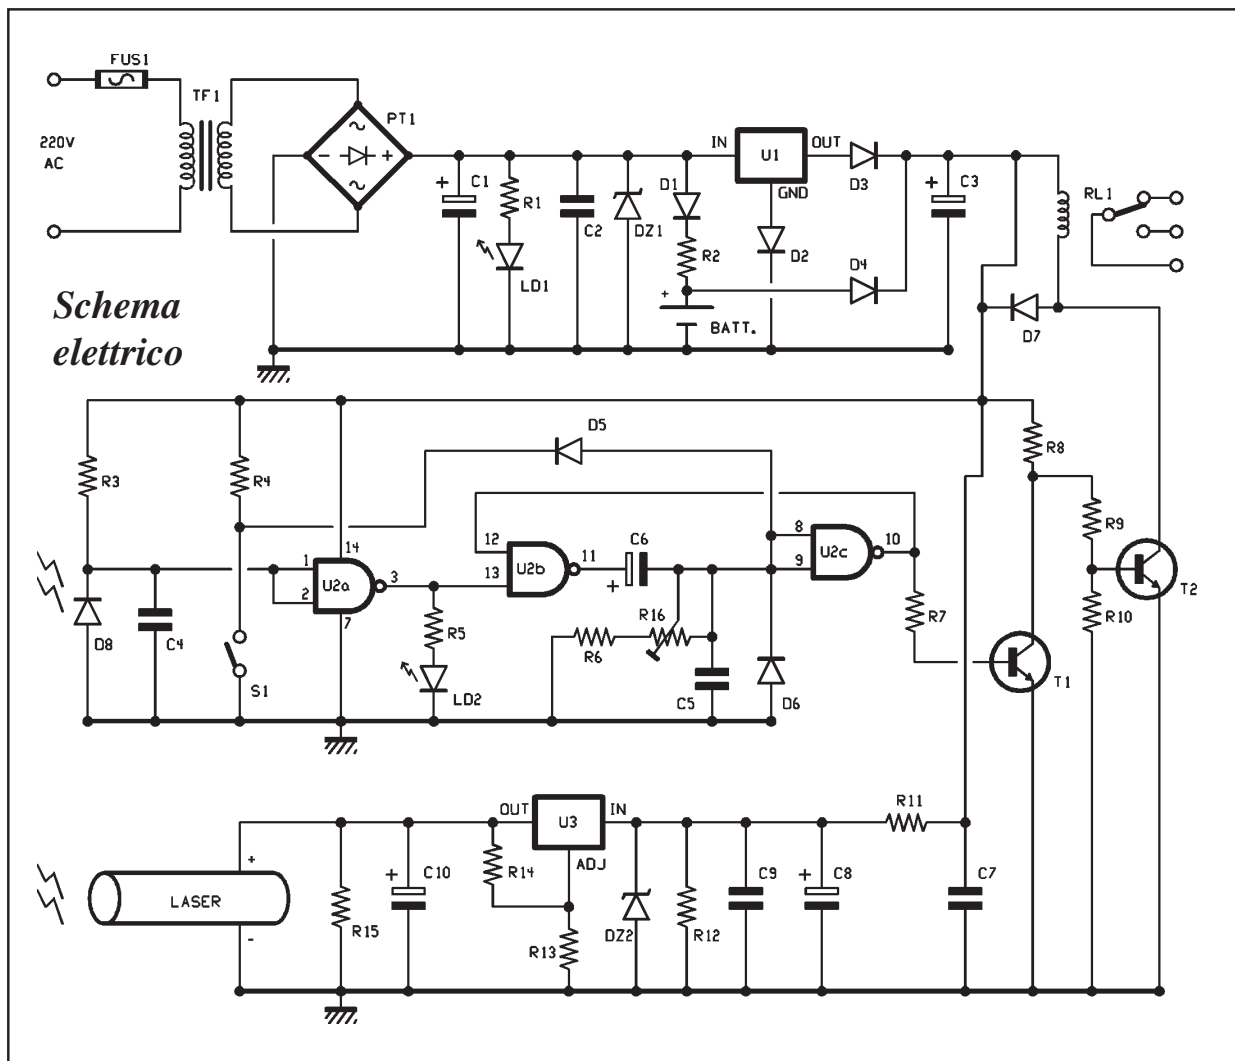 FUS1
TF1
PT1
220V
AC
- +
IN U1 OUT
GND
+ C1
R1
C2
DZ1
D1
R2
D2
D3
D4
+ C3
RL1
LD1
+
BATT.
D7
Schema
elettrico
D5
R3
R4
R8
R9
12
13
U2b
11
C6
+
8
9
U2c
10
1
2
14
U2a
3
7
D8
C4
S1
R5
LD2
R6
R16
C5
D6
R7
T1
R10
T2
OUT U3 IN
ADJ
R11
+
LASER
-
R15
+ C10
R14
R13
DZ2
R12
C9
+ C8
C7